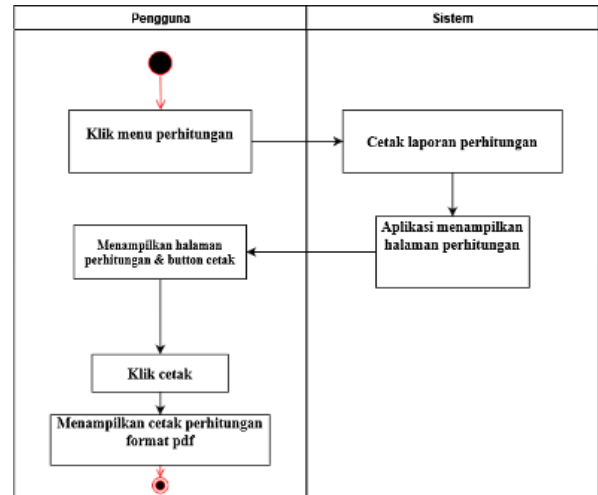 Pengguna
Sistem
Klik menu perhitungan
Cetak laporan perhitungan
Aplikasi menampilkan
halaman perhitungan
Menampilkan halaman
perhitungan & button cetak
Klik cetak
Menampilkan cetak perhitungan
format pdf